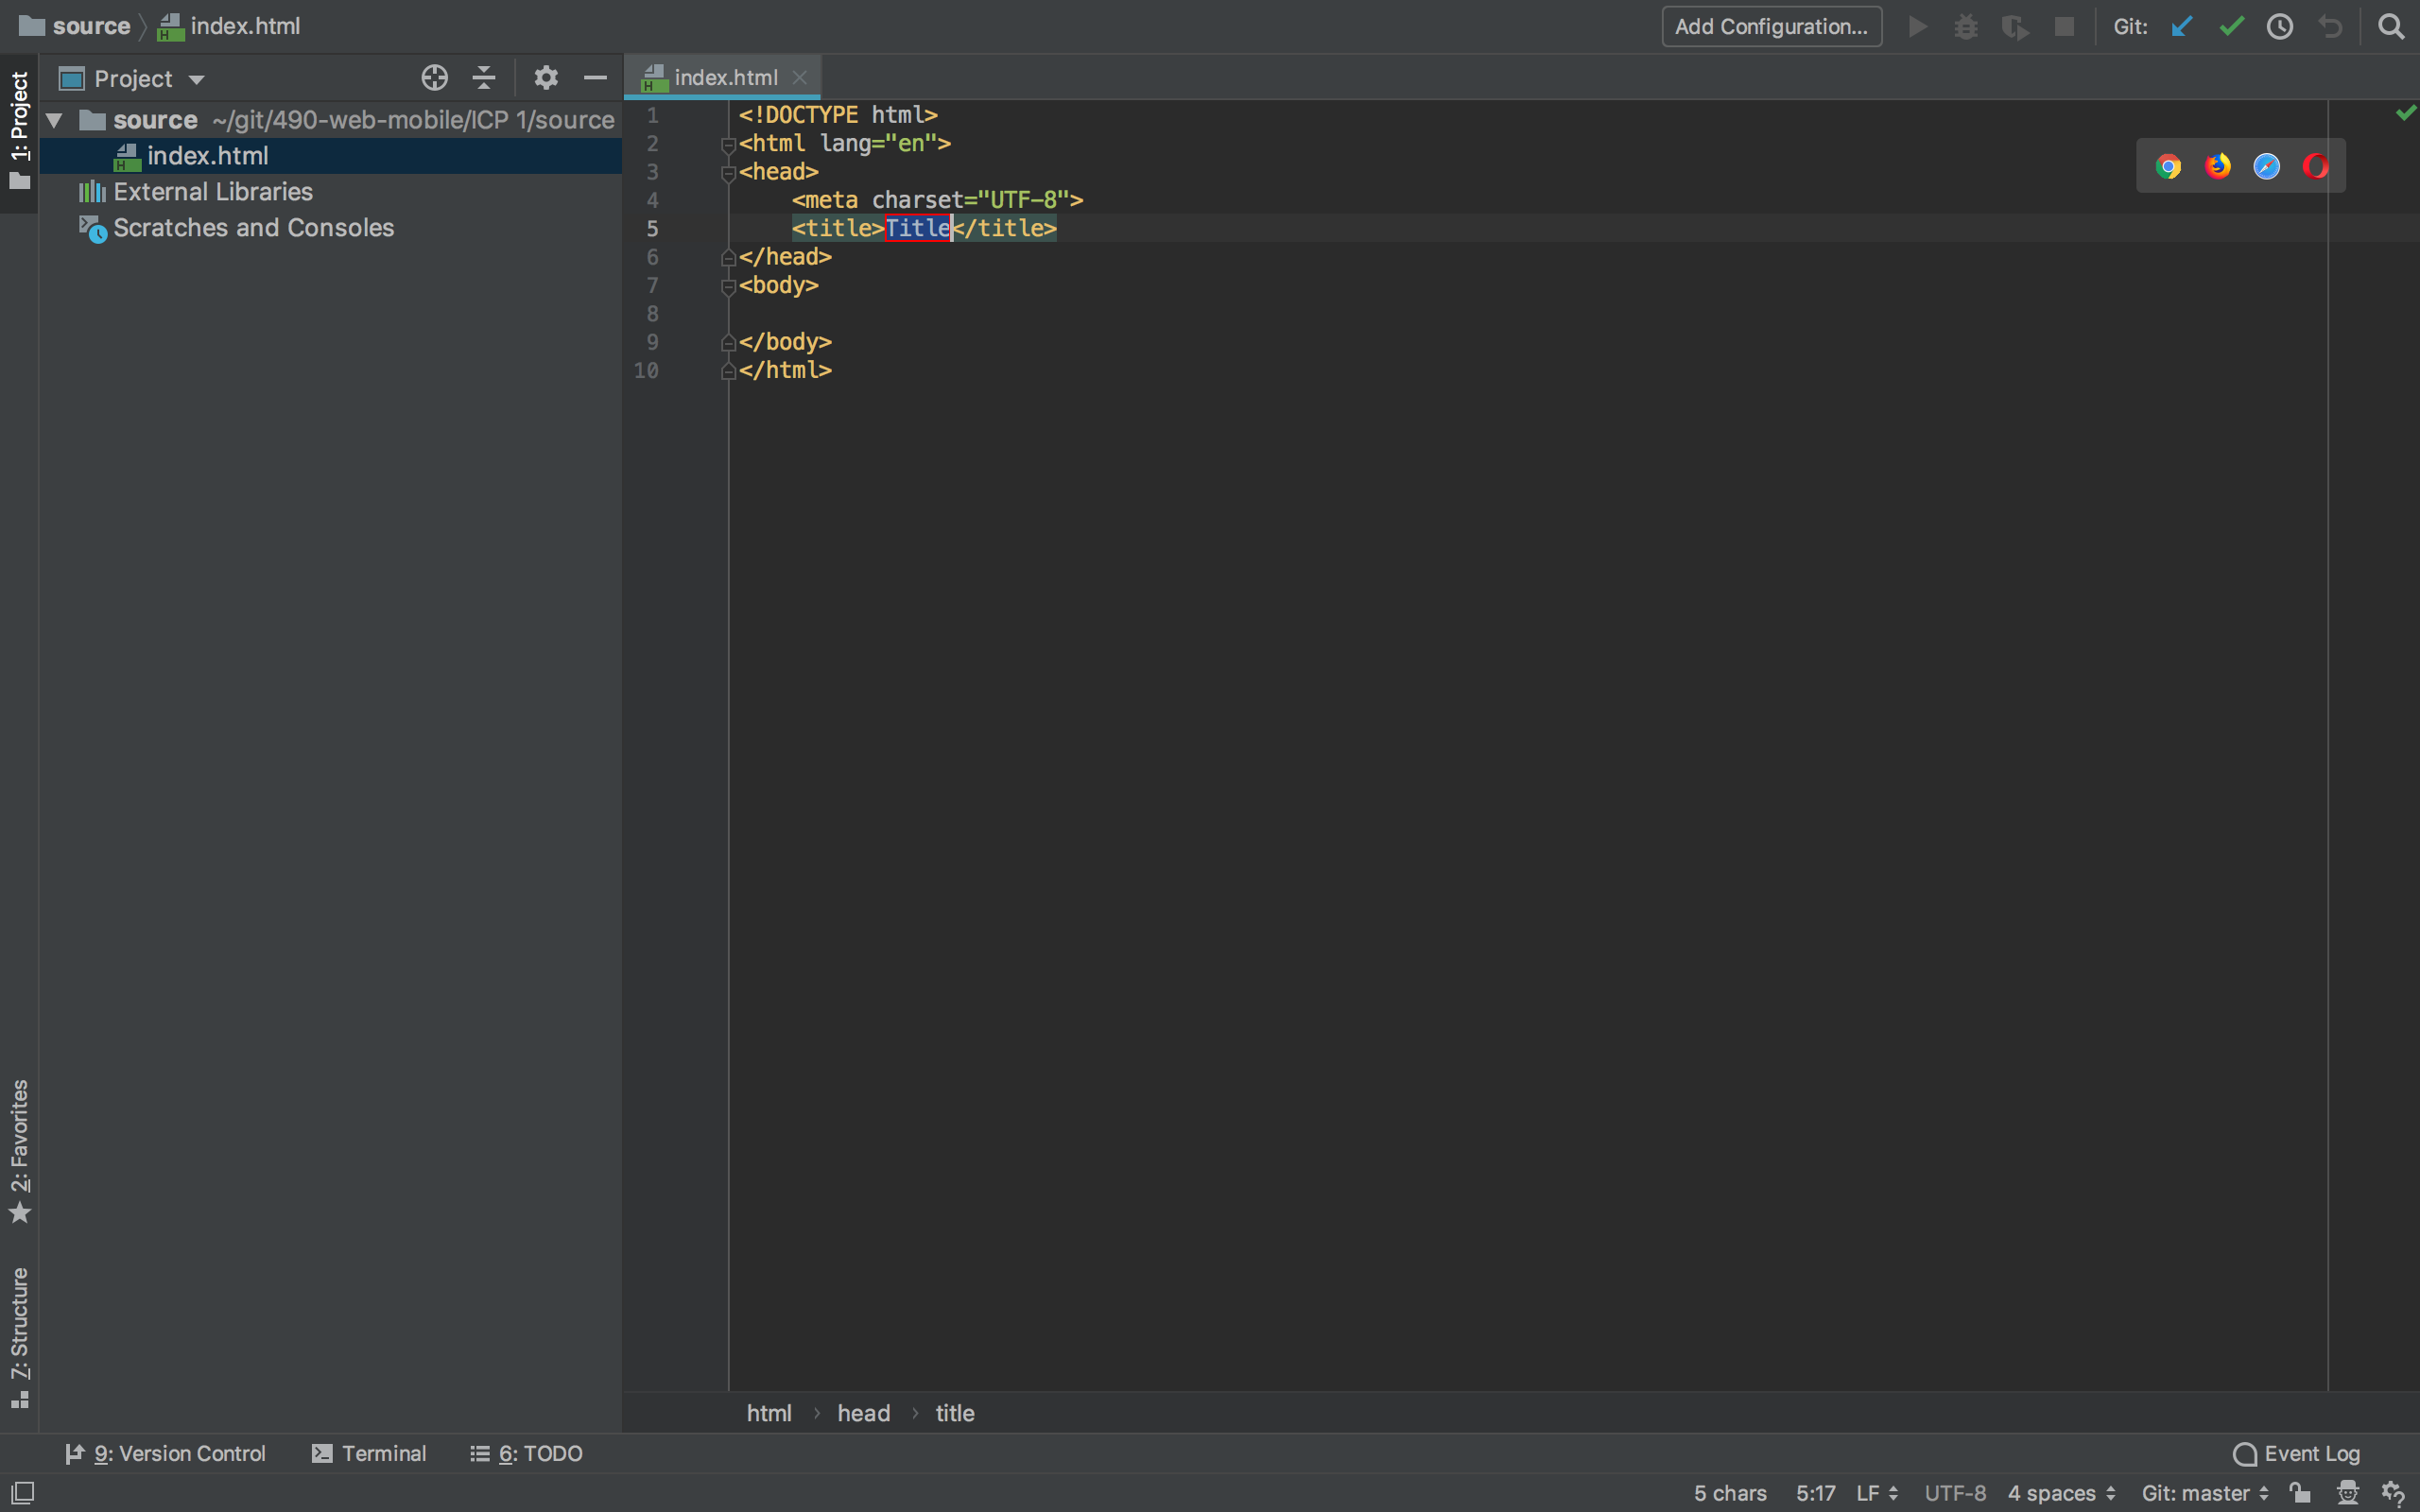 source index.html Add Configuration... Git:
1: Project
Project
index.html
source ~/git/490-web-mobile/ICP 1/source
index.html
External Libraries
Scratches and Consoles
1 <!DOCTYPE html>
2 <html lang="en">
3 <head>
4 <meta charset="UTF-8">
5 <title>Title</title>
6 </head>
7 <body>
8
9 </body>
10 </html>
2: Favorites
7: Structure
html › head › title
9: Version Control Terminal 6: TODO Event Log
5 chars 5:17 LF UTF-8 4 spaces Git: master